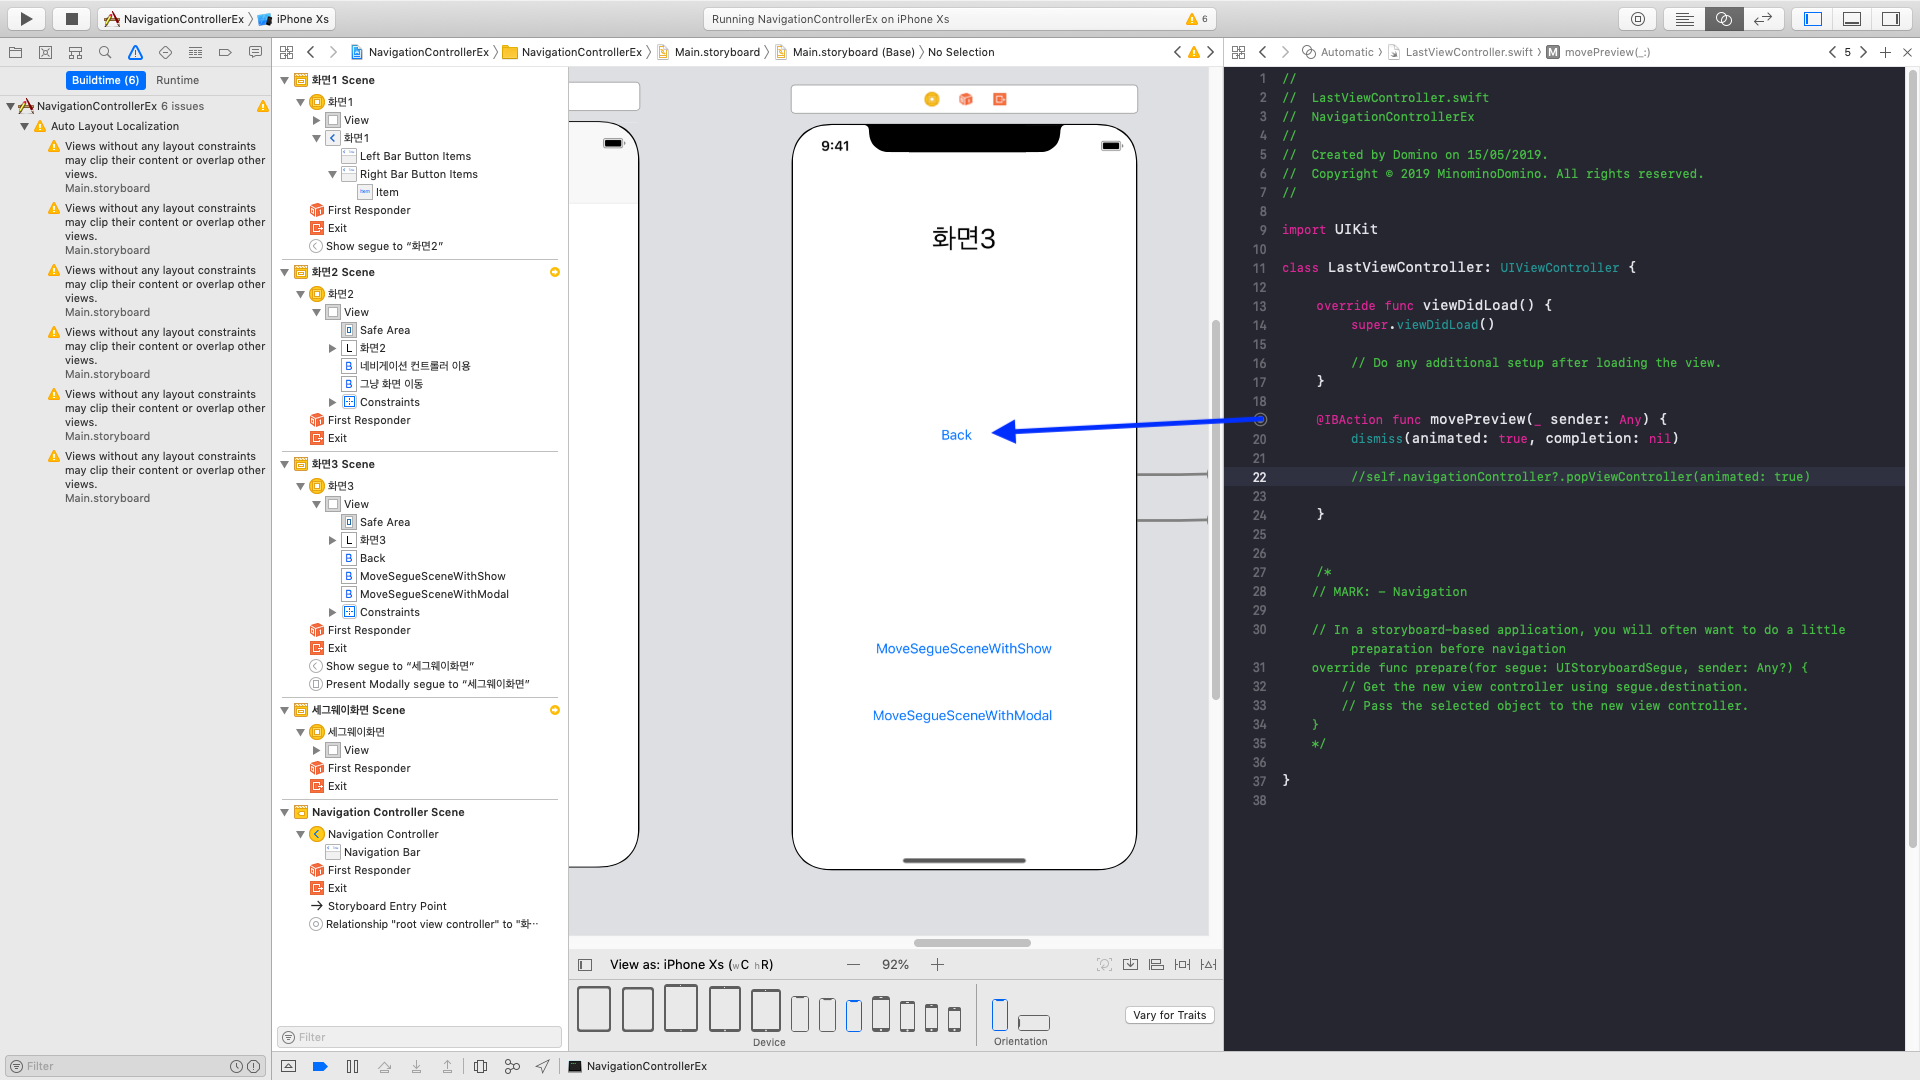 NavigationControllerEx
iPhone Xs
Running NavigationControllerEx on iPhone Xs
6
NavigationControllerEx
NavigationControllerEx
Main.storyboard
Main.storyboard (Base)
No Selection
Automatic
LastViewController.swift
M movePreview(_:)
5
Buildtime (6)
Runtime
NavigationControllerEx 6 issues
Auto Layout Localization
Views without any layout constraints
may clip their content or overlap other
views.
Main.storyboard
Views without any layout constraints
may clip their content or overlap other
views.
Main.storyboard
Views without any layout constraints
may clip their content or overlap other
views.
Main.storyboard
Views without any layout constraints
may clip their content or overlap other
views.
Main.storyboard
Views without any layout constraints
may clip their content or overlap other
views.
Main.storyboard
Views without any layout constraints
may clip their content or overlap other
views.
Main.storyboard
Filter
화면1 Scene
화면1
View
화면1
Left Bar Button Items
Right Bar Button Items
Item
First Responder
Exit
Show segue to “화면2”
화면2 Scene
화면2
View
Safe Area
L 화면2
B 네비게이션 컨트롤러 이용
B 그냥 화면 이동
Constraints
First Responder
Exit
화면3 Scene
화면3
View
Safe Area
L 화면3
B Back
B MoveSegueSceneWithShow
B MoveSegueSceneWithModal
Constraints
First Responder
Exit
Show segue to “세그웨이화면”
Present Modally segue to “세그웨이화면”
세그웨이화면 Scene
세그웨이화면
View
First Responder
Exit
Navigation Controller Scene
Navigation Controller
Navigation Bar
First Responder
Exit
Storyboard Entry Point
Relationship "root view controller" to "화…
Filter
9:41
화면3
Back
MoveSegueSceneWithShow
MoveSegueSceneWithModal
View as: iPhone Xs (wC hR)
92%
Device
Orientation
Vary for Traits
NavigationControllerEx
1 //
2 // LastViewController.swift
3 // NavigationControllerEx
4 //
5 // Created by Domino on 15/05/2019.
6 // Copyright © 2019 MinominoDomino. All rights reserved.
7 //
8
9 import UIKit
10
11 class LastViewController: UIViewController {
12
13 override func viewDidLoad() {
14 super.viewDidLoad()
15
16 // Do any additional setup after loading the view.
17 }
18
@IBAction func movePreview(_ sender: Any) {
20 dismiss(animated: true, completion: nil)
21
22 //self.navigationController?.popViewController(animated: true)
23
24 }
25
26
27 /*
28 // MARK: - Navigation
29
30 // In a storyboard-based application, you will often want to do a little
preparation before navigation
31 override func prepare(for segue: UIStoryboardSegue, sender: Any?) {
32 // Get the new view controller using segue.destination.
33 // Pass the selected object to the new view controller.
34 }
35 */
36
37 }
38